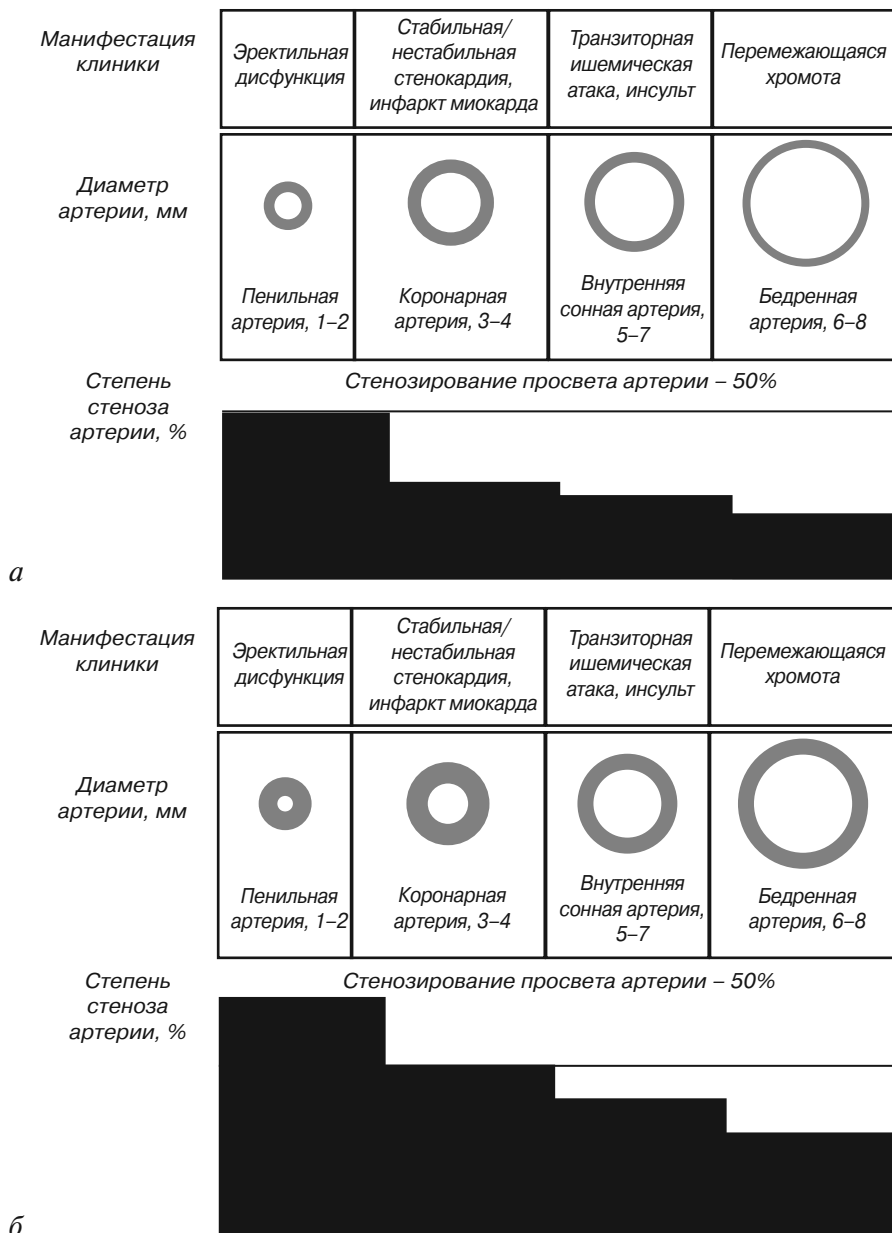 Манифестация
клиники
Эректильная
дисфункция
Стабильная/
нестабильная
стенокардия,
инфаркт миокарда
Транзиторная
ишемическая
атака, инсульт
Перемежающаяся
хромота
Диаметр
артерии, мм
Пенильная
артерия, 1–2
Коронарная
артерия, 3–4
Внутренняя
сонная артерия,
5–7
Бедренная
артерия, 6–8
Степень
стеноза
артерии, %
Стенозирование просвета артерии – 50%
а
Манифестация
клиники
Эректильная
дисфункция
Стабильная/
нестабильная
стенокардия,
инфаркт миокарда
Транзиторная
ишемическая
атака, инсульт
Перемежающаяся
хромота
Диаметр
артерии, мм
Пенильная
артерия, 1–2
Коронарная
артерия, 3–4
Внутренняя
сонная артерия,
5–7
Бедренная
артерия, 6–8
Степень
стеноза
артерии, %
Стенозирование просвета артерии – 50%
б